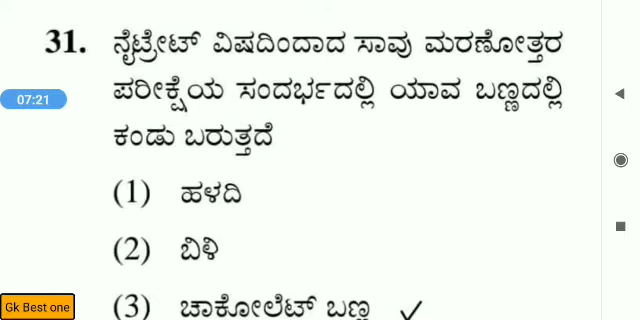 31. ನೈಟ್ರೇಟ್ ವಿಷದಿಂದಾದ ಸಾವು ಮರಣೋತ್ತರ
07:21
ಪರೀಕ್ಷೆಯ ಸಂದರ್ಭದಲ್ಲಿ ಯಾವ ಬಣ್ಣದಲ್ಲಿ
ಕಂಡು ಬರುತ್ತದೆ
(1) ಹಳದಿ
(2) ಬಿಳಿ
Gk Best one
(3) ಚಾಕೋಲೆಟ್ ಬಣ್ಣ ✓